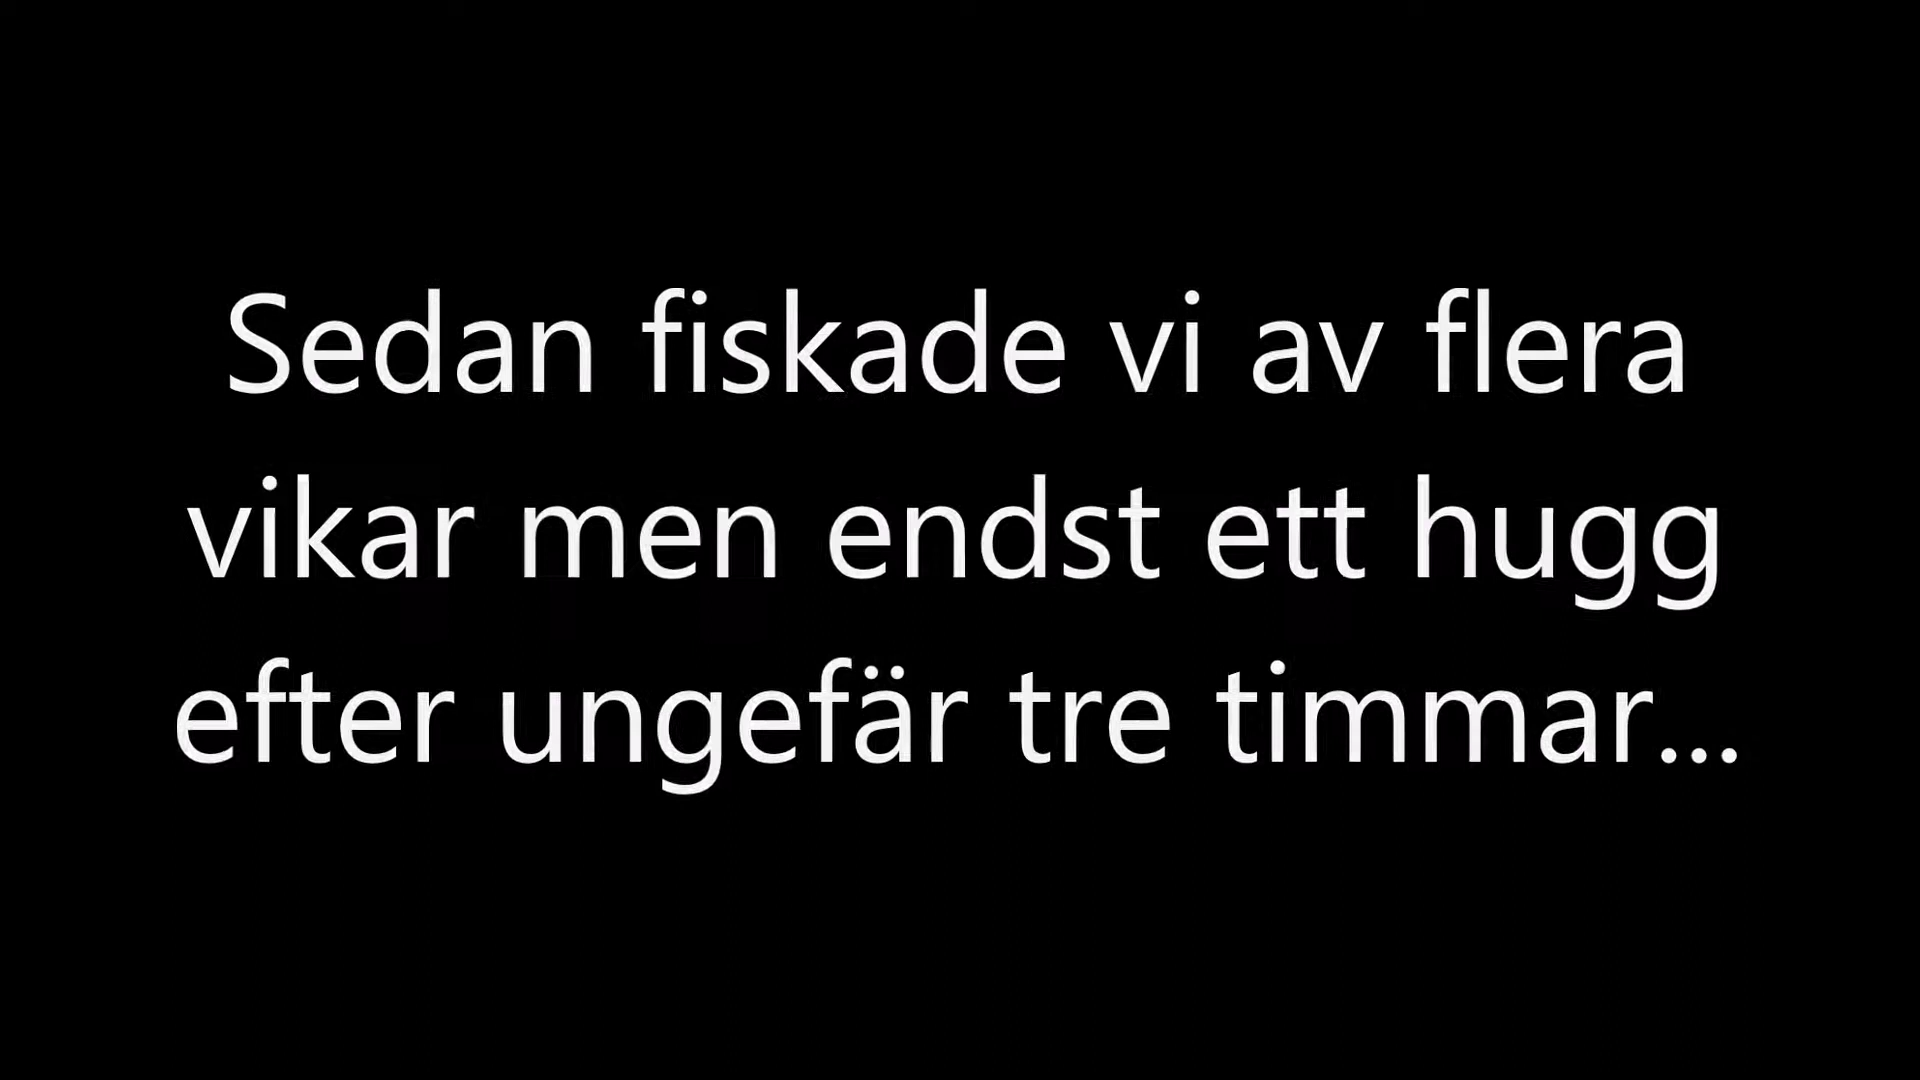 Sedan fiskade vi av flera
vikar men endst ett hugg
efter ungefär tre timmar...